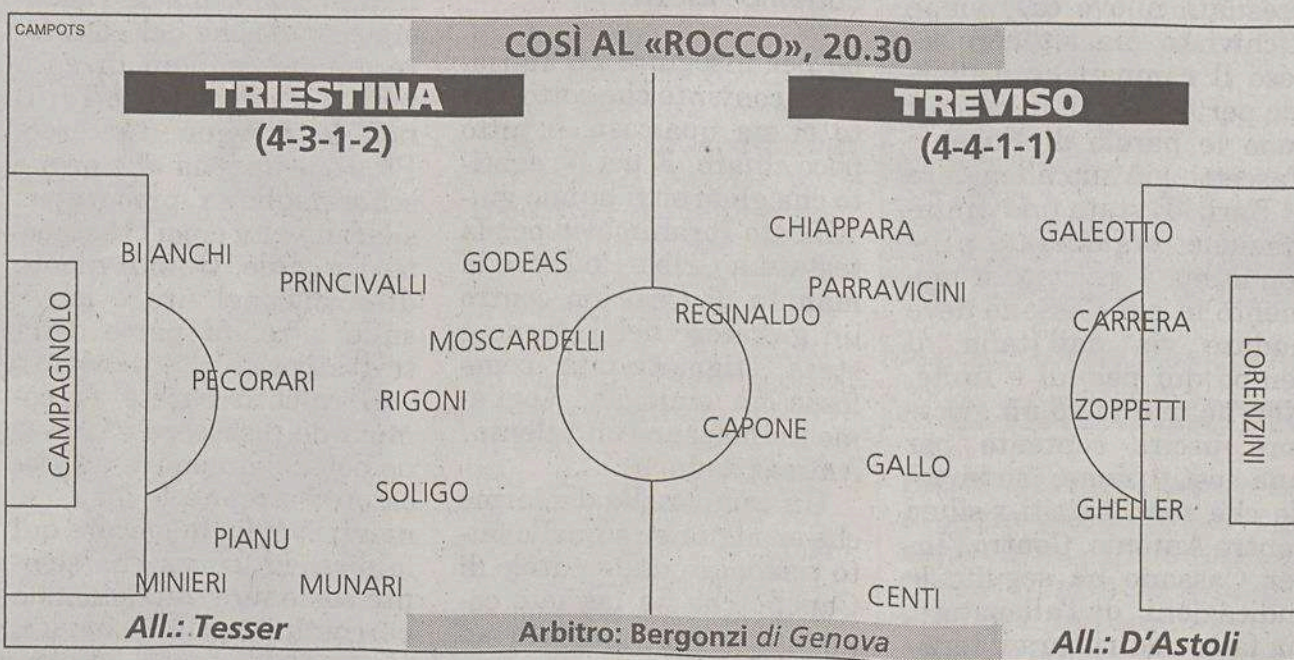 CAMPOTS
COSÌ AL «ROCCO», 20.30
TRIESTINA
(4-3-1-2)
CAMPAGNOLO
BIANCHI
PRINCIVALLI
GODEAS
MOSCARDELLI
PECORARI
RIGONI
SOLIGO
PIANU
MINIERI
MUNARI
All.: Tesser
TREVISO
(4-4-1-1)
CHIAPPARA
GALEOTTO
PARRAVICINI
REGINALDO
CARRERA
ZOPPETTI
CAPONE
GALLO
GHELLER
CENTI
LORENZINI
Arbitro: Bergonzi di Genova
All.: D'Astoli